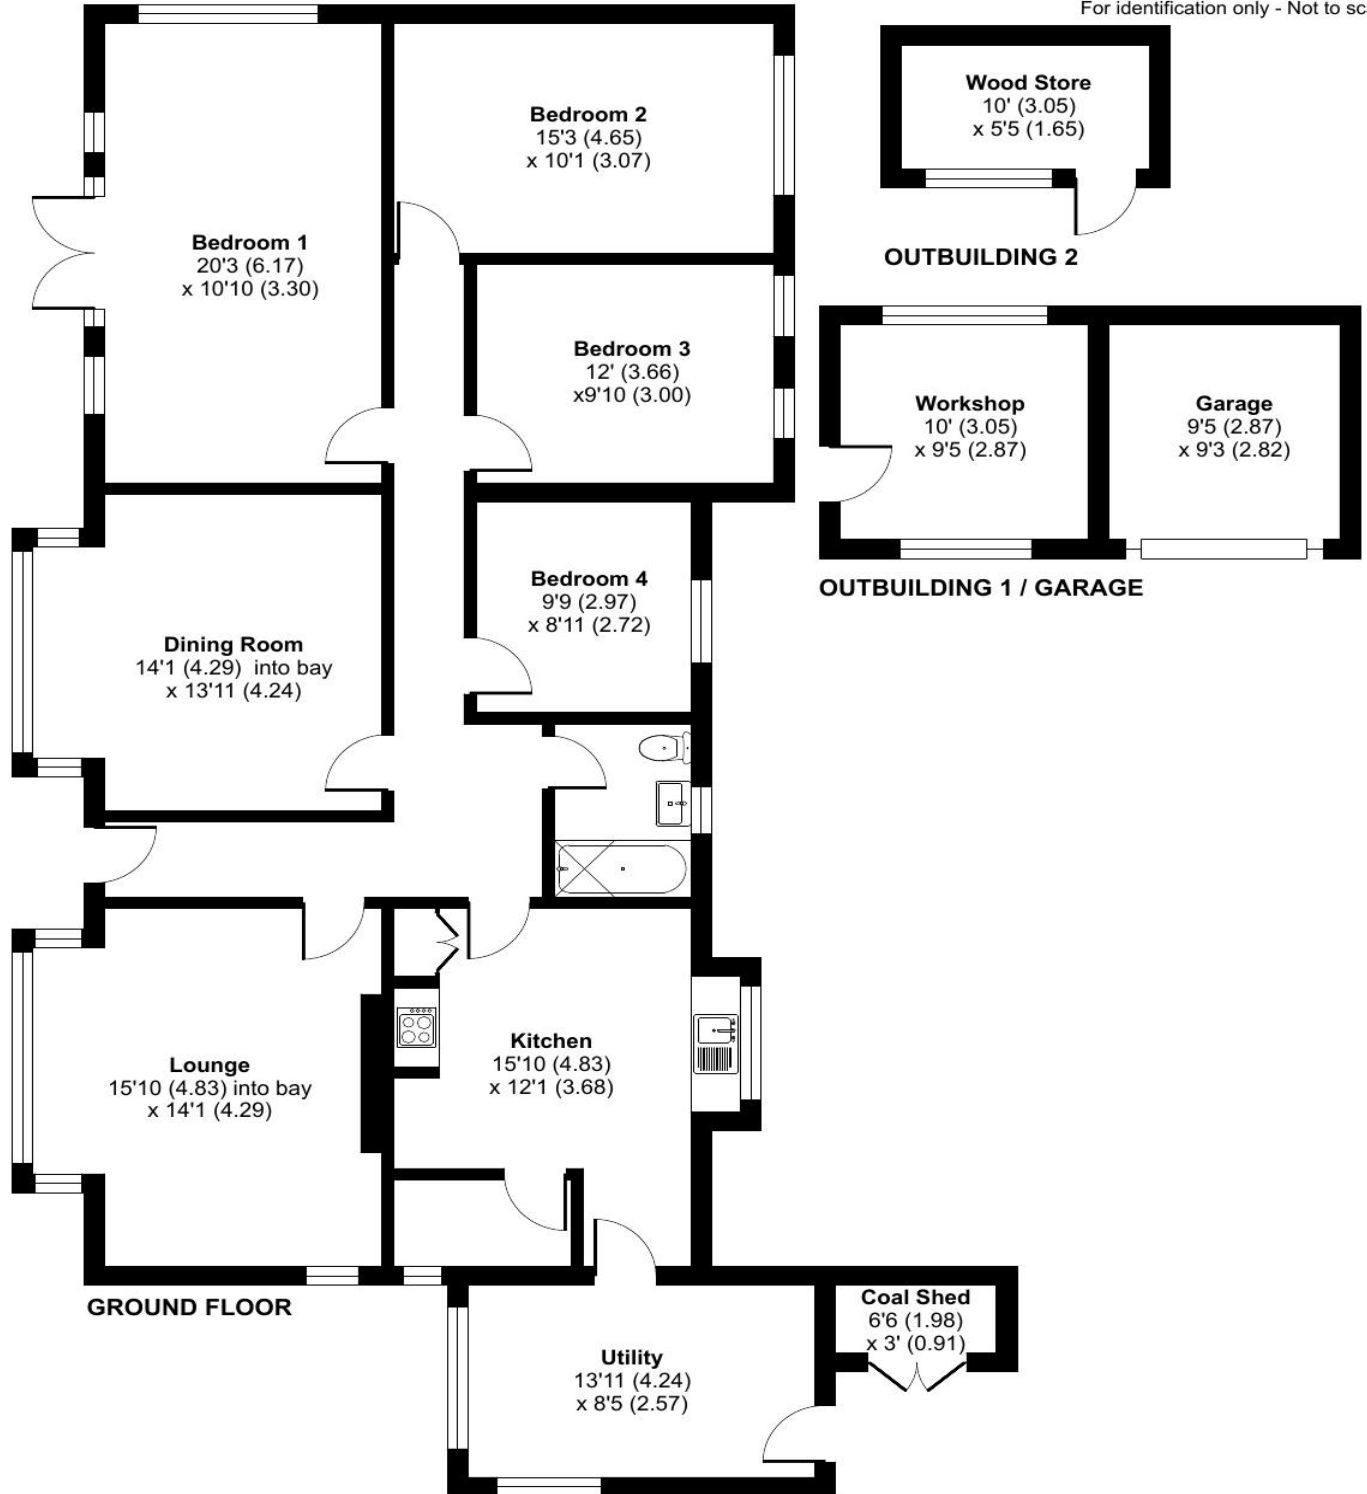 For identification only - Not to sc
Wood Store
10' (3.05)
x 5'5 (1.65)
OUTBUILDING 2
Bedroom 2
15'3 (4.65)
x 10'1 (3.07)
Bedroom 1
20'3 (6.17)
x 10'10 (3.30)
Bedroom 3
12' (3.66)
x9'10 (3.00)
Workshop
10' (3.05)
x 9'5 (2.87)
Garage
9'5 (2.87)
x 9'3 (2.82)
OUTBUILDING 1 / GARAGE
Bedroom 4
9'9 (2.97)
x 8'11 (2.72)
Dining Room
14'1 (4.29) into bay
x 13'11 (4.24)
Kitchen
15'10 (4.83)
x 12'1 (3.68)
Lounge
15'10 (4.83) into bay
x 14'1 (4.29)
GROUND FLOOR
Coal Shed
6'6 (1.98)
x 3' (0.91)
Utility
13'11 (4.24)
x 8'5 (2.57)